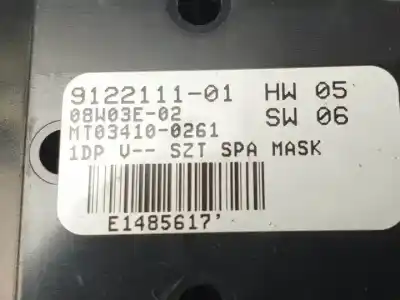 9122111-01 HW 05
08W03E-02 SW 06
MT03410-0261
1DP V-- SZT SPA MASK
E1485617'